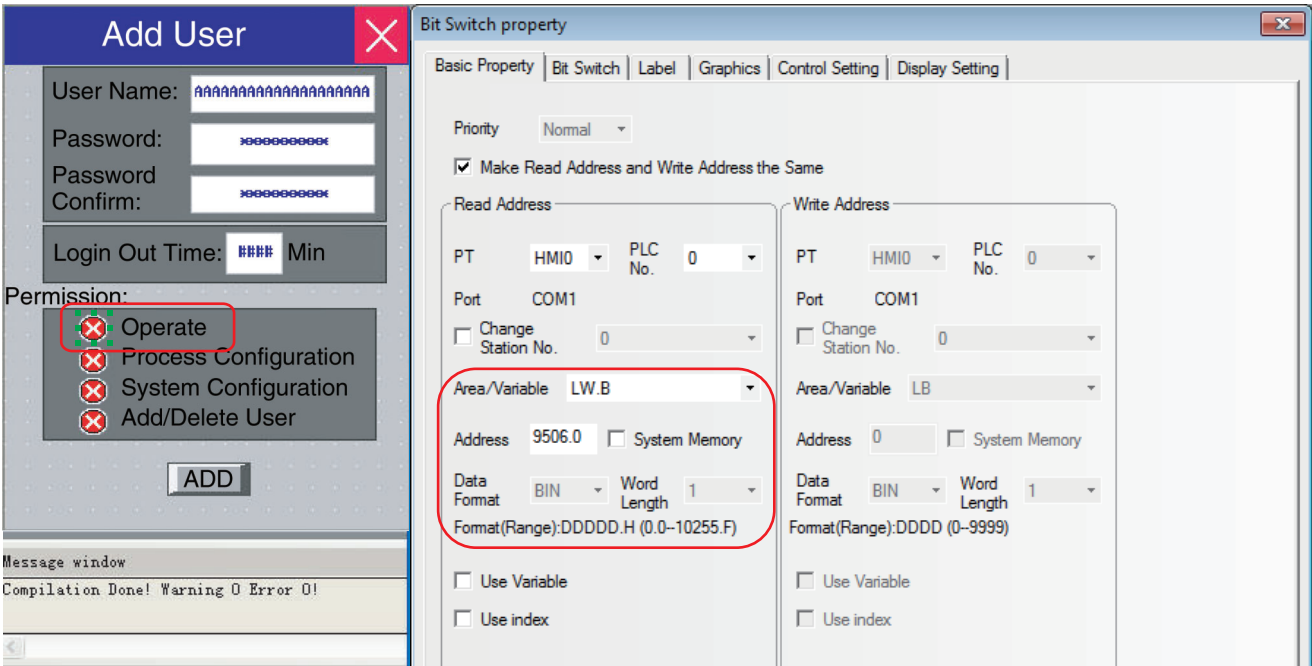 Add User
User Name: AAAAAAAAAAAAAAAAAAAA
Password: **********
Password
Confirm: **********
Login Out Time: #### Min
Permission:
Operate
Process Configuration
System Configuration
Add/Delete User
ADD
Message window
Compilation Done! Warning 0 Error 0!
Bit Switch property
Basic Property Bit Switch Label Graphics Control Setting Display Setting
Priority Normal
Make Read Address and Write Address the Same
Read Address
PT HMI0 PLC No. 0
Port COM1
Change Station No. 0
Area/Variable LW.B
Address 9506.0 System Memory
Data Format BIN Word Length 1
Format(Range):DDDDD.H (0.0--10255.F)
Use Variable
Use index
Write Address
PT HMI0 PLC No. 0
Port COM1
Change Station No. 0
Area/Variable LB
Address 0 System Memory
Data Format BIN Word Length 1
Format(Range):DDDD (0--9999)
Use Variable
Use index